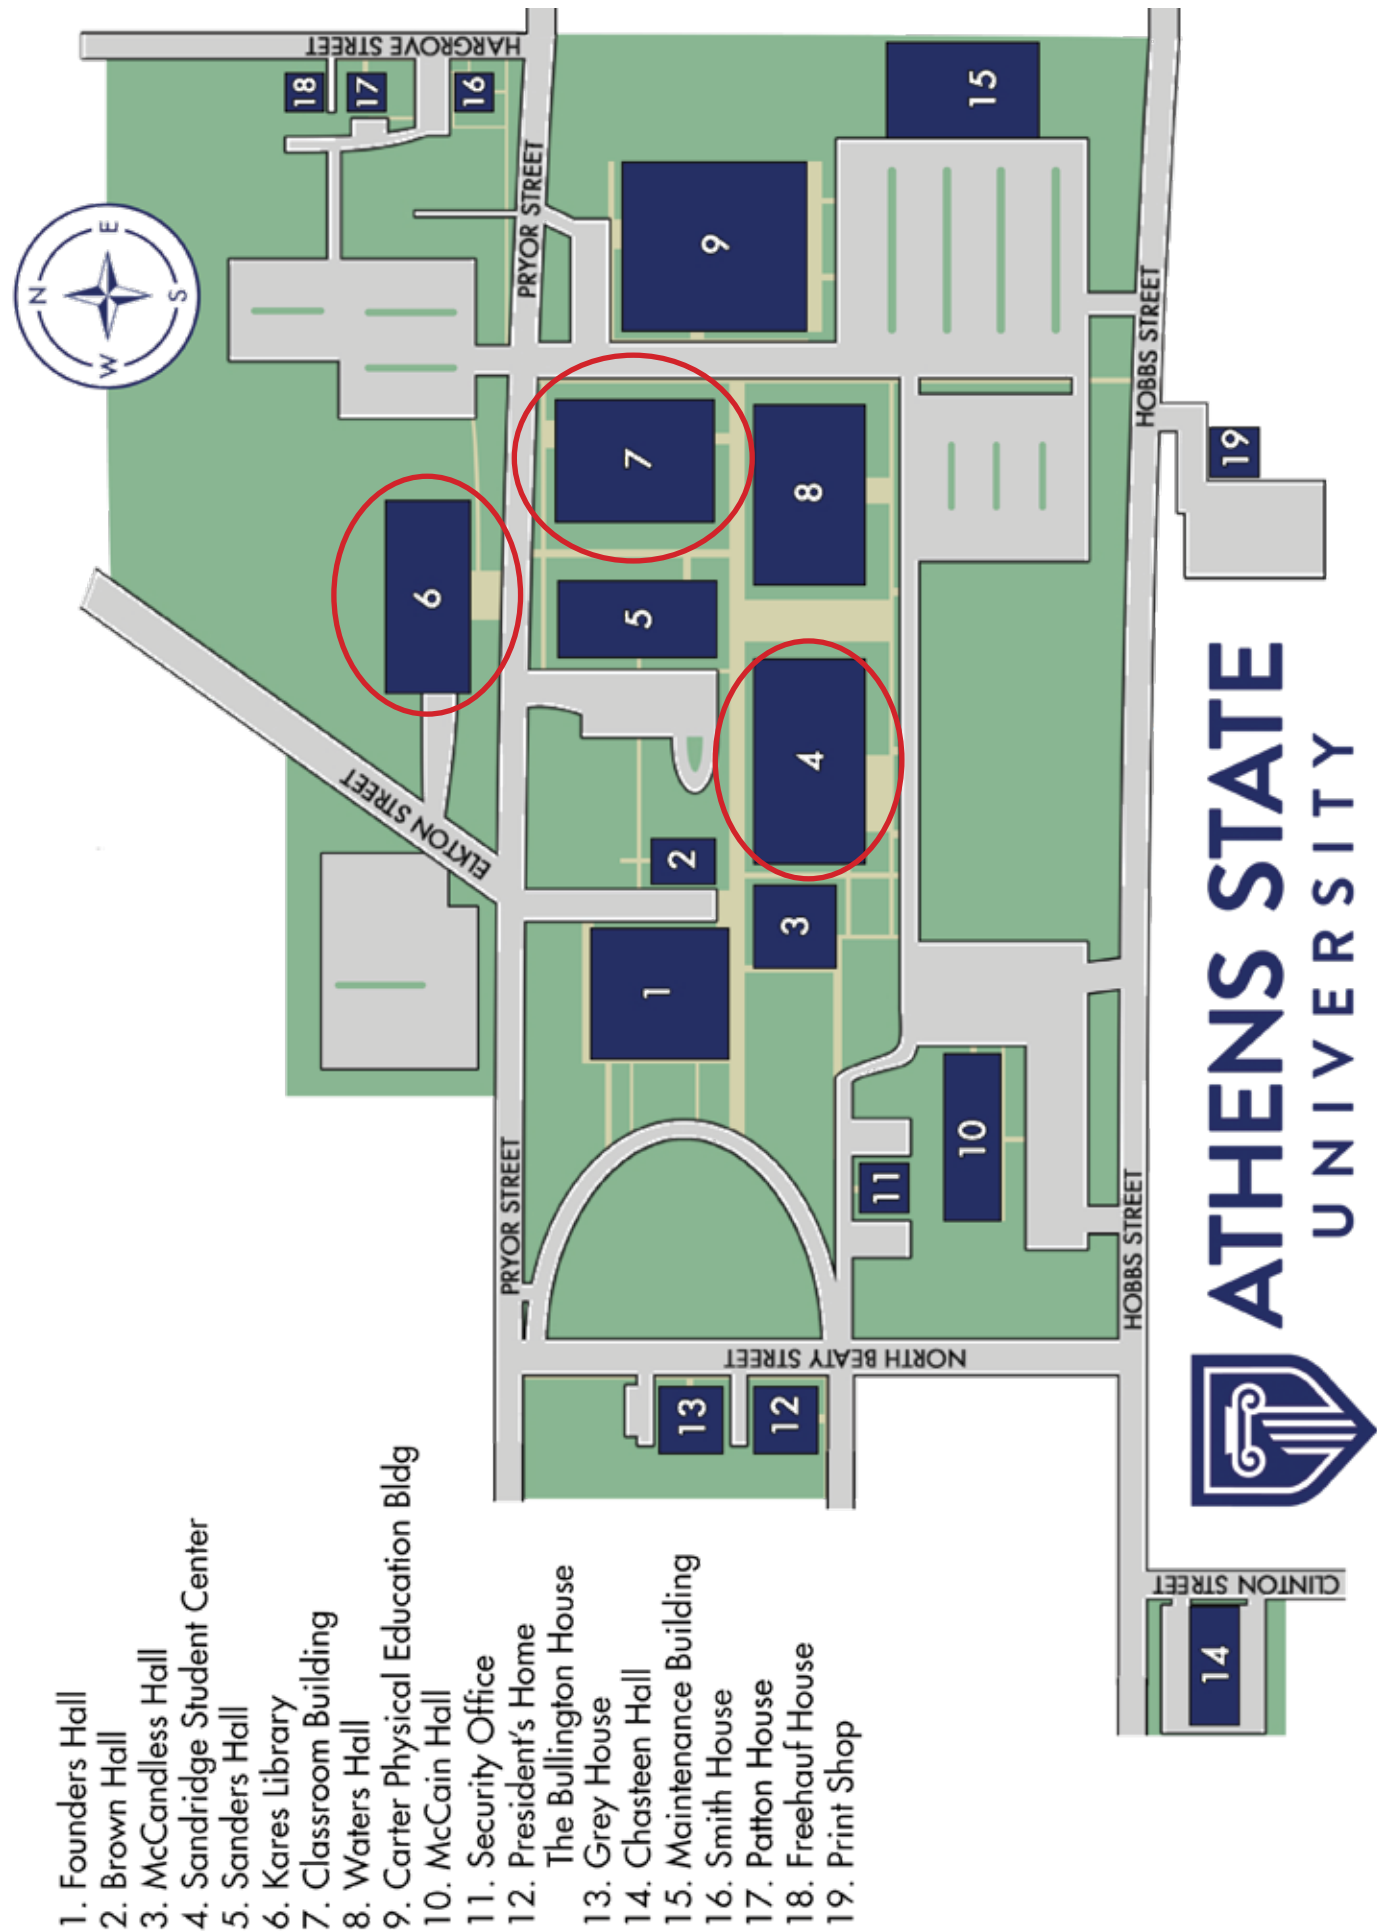 1. Founders Hall
2. Brown Hall
3. McCandless Hall
4. Sandridge Student Center
5. Sanders Hall
6. Kares Library
7. Classroom Building
8. Waters Hall
9. Carter Physical Education Bldg
10. McCain Hall
11. Security Office
12. President's Home
The Bullington House
13. Grey House
14. Chasteen Hall
15. Maintenance Building
16. Smith House
17. Patton House
18. Freehauf House
19. Print Shop
N
E
S
W
HARGROVE STREET
18
17
16
15
PRYOR STREET
9
7
6
8
5
4
HOBBS STREET
19
ELKTON STREET
2
3
1
10
11
PRYOR STREET
HOBBS STREET
NORTH BEATY STREET
13
12
14
CLINTON STREET
ATHENS STATE
UNIVERSITY